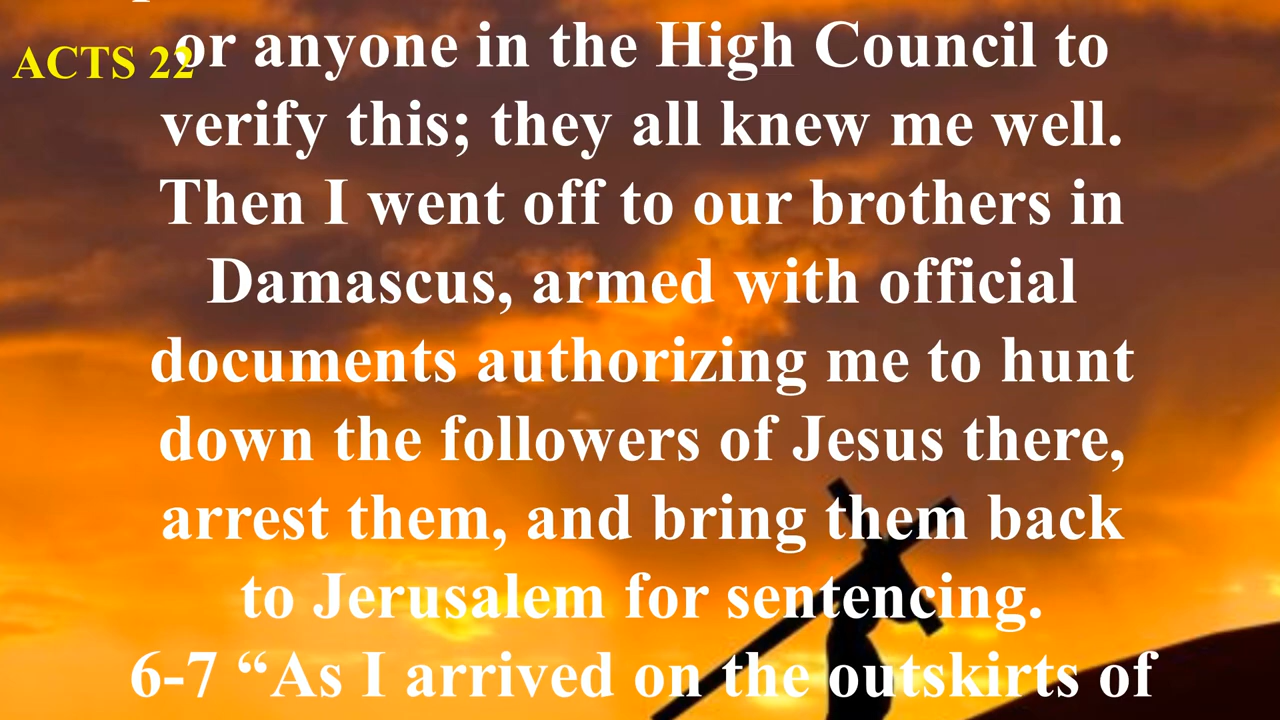 ACTS 22
or anyone in the High Council to
verify this; they all knew me well.
Then I went off to our brothers in
Damascus, armed with official
documents authorizing me to hunt
down the followers of Jesus there,
arrest them, and bring them back
to Jerusalem for sentencing.
6-7 “As I arrived on the outskirts of